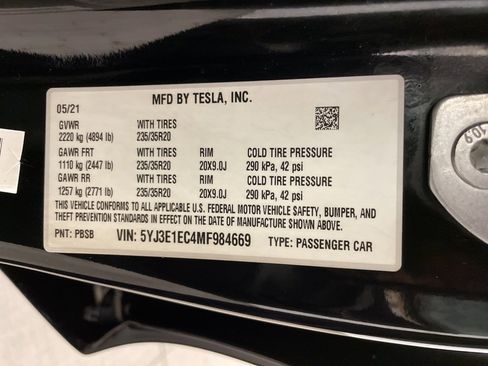 MFD BY TESLA, INC.
05/21
GVWR WITH TIRES
2220 kg (4894 lb) 235/35R20
GAWR FRT WITH TIRES RIM COLD TIRE PRESSURE
1110 kg (2447 lb) 235/35R20 20X9.0J 290 kPa, 42 psi
GAWR RR WITH TIRES RIM COLD TIRE PRESSURE
1257 kg (2771 lb) 235/35R20 20X9.0J 290 kPa, 42 psi
THIS VEHICLE CONFORMS TO ALL APPLICABLE U.S. FEDERAL MOTOR VEHICLE SAFETY, BUMPER, AND
THEFT PREVENTION STANDARDS IN EFFECT ON THE DATE OF MANUFACTURE SHOWN ABOVE.
PNT: PBSB VIN: 5YJ3E1EC4MF984669 TYPE: PASSENGER CAR
10.9